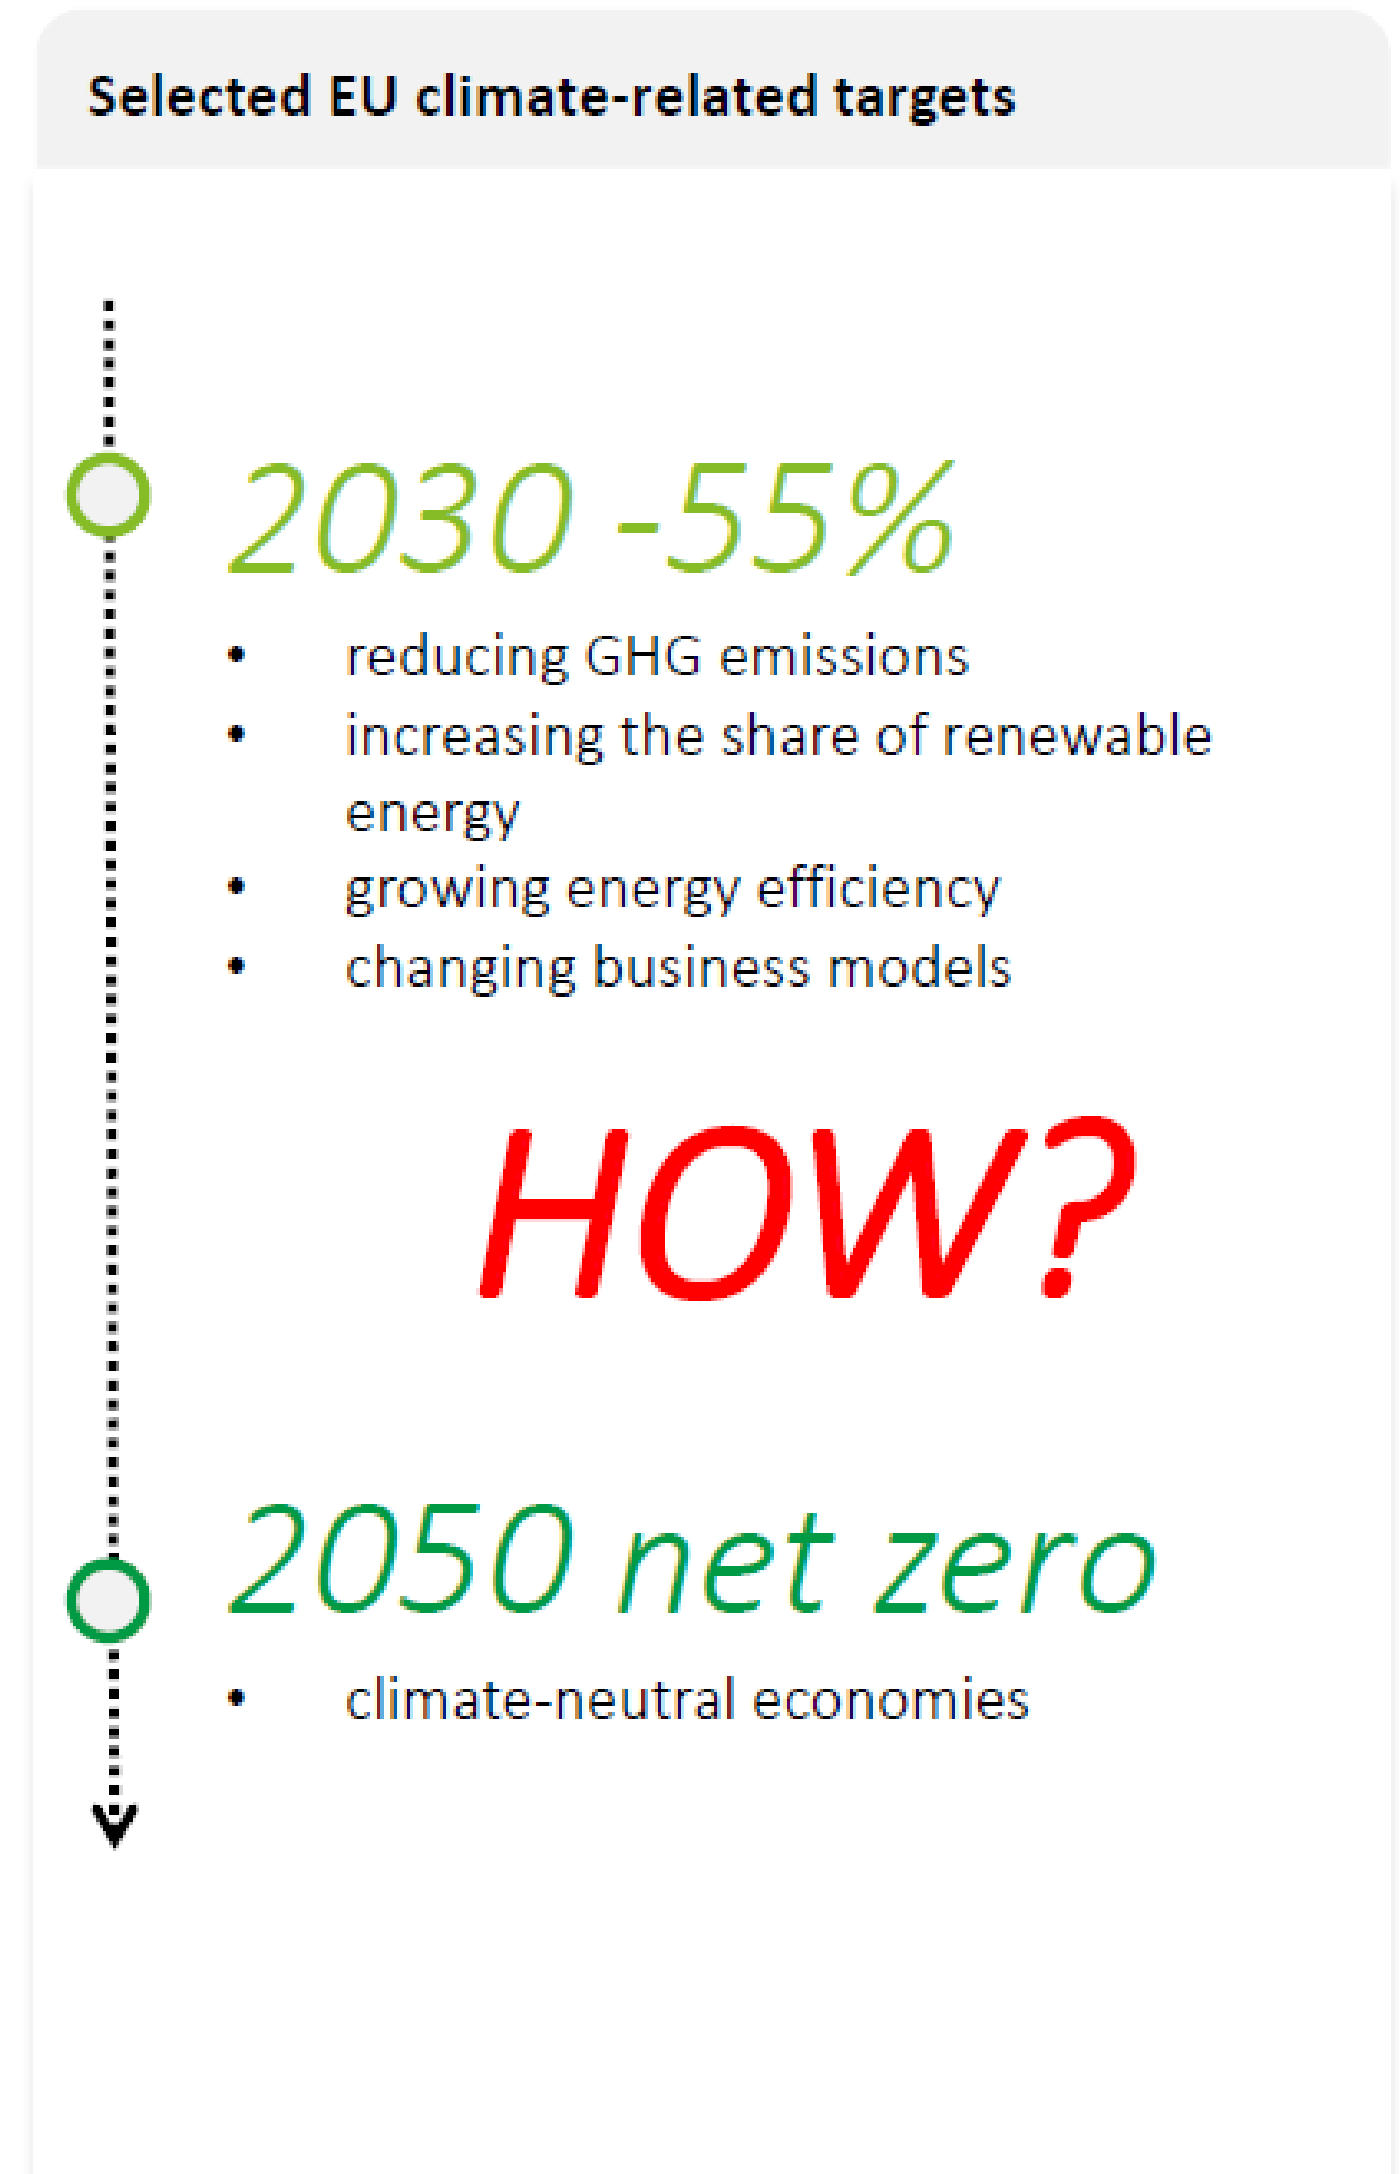 Selected EU climate-related targets
2030 -55%
• reducing GHG emissions
• increasing the share of renewable
energy
• growing energy efficiency
• changing business models
HOW?
2050 net zero
• climate-neutral economies